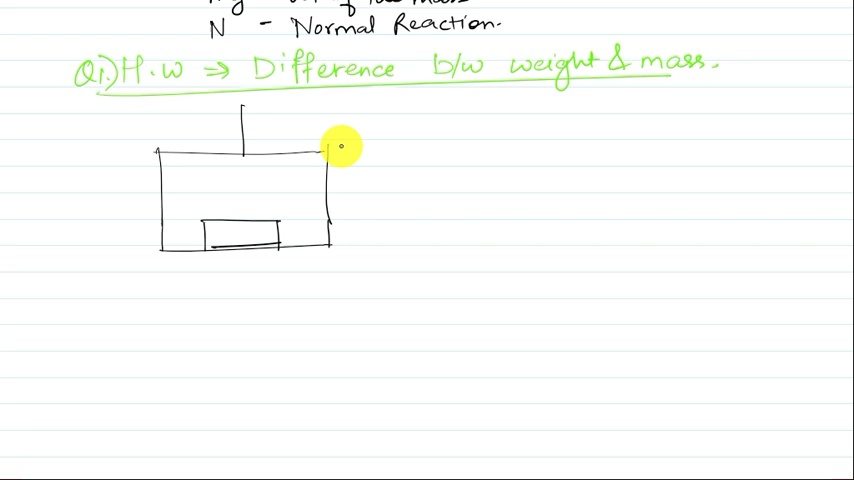 N - Normal Reaction.
Q1.) H.W ⇒ Difference b/w weight & mass.